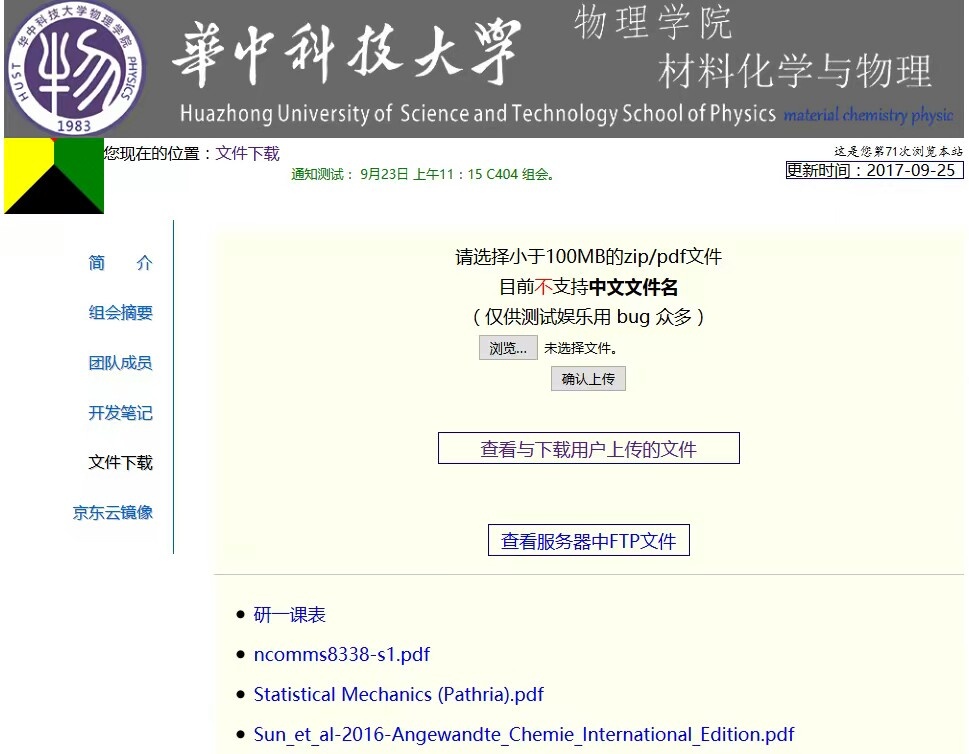 华中科技大学物理学院
HUST
PHYSICS
1983
華中科技大学
物理学院
材料化学与物理
Huazhong University of Science and Technology School of Physics
material chemistry physic
您现在的位置：文件下载
这是您第71次浏览本站
通知测试： 9月23日 上午11：15 C404 组会。
更新时间：2017-09-25
简 介
组会摘要
团队成员
开发笔记
文件下载
京东云镜像
请选择小于100MB的zip/pdf文件
目前不支持中文文件名
（仅供测试娱乐用 bug 众多）
浏览... 未选择文件。
确认上传
查看与下载用户上传的文件
查看服务器中FTP文件
研一课表
ncomms8338-s1.pdf
Statistical Mechanics (Pathria).pdf
Sun_et_al-2016-Angewandte_Chemie_International_Edition.pdf